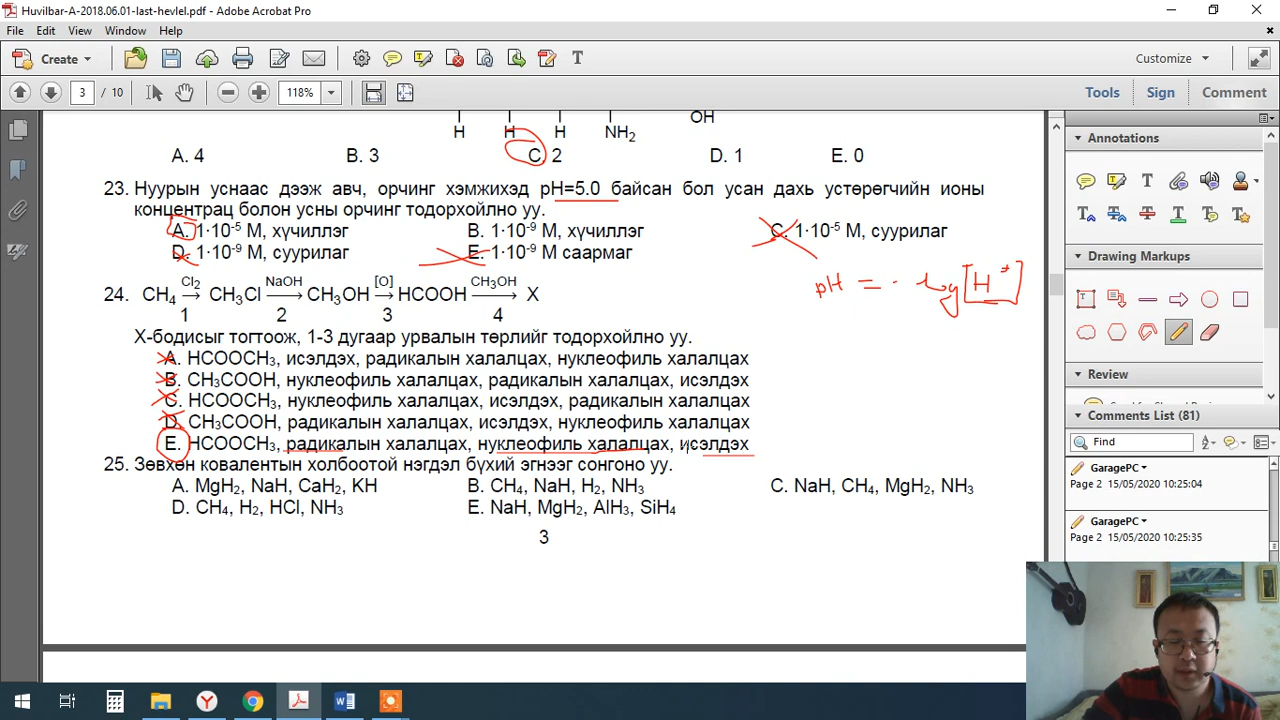 Huvilbar-A-2018.06.01-last-hevlel.pdf - Adobe Acrobat Pro
File Edit View Window Help
Create
Customize
3 / 10
118%
Tools Sign Comment
H H H NH2
OH
A. 4 B. 3 C. 2 D. 1 E. 0
23. Нуурын уснаас дээж авч, орчинг хэмжихэд pH=5.0 байсан бол усан дахь устөрөгчийн ионы
концентрац болон усны орчинг тодорхойлно уу.
A. 1·10-5 M, хүчиллэг B. 1·10-9 M, хүчиллэг C. 1·10-5 M, суурилаг
D. 1·10-9 M, суурилаг E. 1·10-9 M саармаг
pH = - log [H+]
24. CH4 Cl2→ CH3Cl NaOH→ CH3OH [O]→ HCOOH CH3OH→ X
1 2 3 4
Х-бодисыг тогтоож, 1-3 дугаар урвалын төрлийг тодорхойлно уу.
A. HCOOCH3, исэлдэх, радикалын халалцах, нуклеофиль халалцах
B. CH3COOH, нуклеофиль халалцах, радикалын халалцах, исэлдэх
C. HCOOCH3, нуклеофиль халалцах, исэлдэх, радикалын халалцах
D. CH3COOH, радикалын халалцах, исэлдэх, нуклеофиль халалцах
E. HCOOCH3, радикалын халалцах, нуклеофиль халалцах, исэлдэх
25. Зөвхөн ковалентын холбоотой нэгдэл бүхий эгнээг сонгоно уу.
A. MgH2, NaH, CaH2, KH B. CH4, NaH, H2, NH3 C. NaH, CH4, MgH2, NH3
D. CH4, H2, HCl, NH3 E. NaH, MgH2, AlH3, SiH4
3
Annotations
Drawing Markups
Review
Comments List (81)
Find
GaragePC
Page 2 15/05/2020 10:25:04
GaragePC
Page 2 15/05/2020 10:25:35